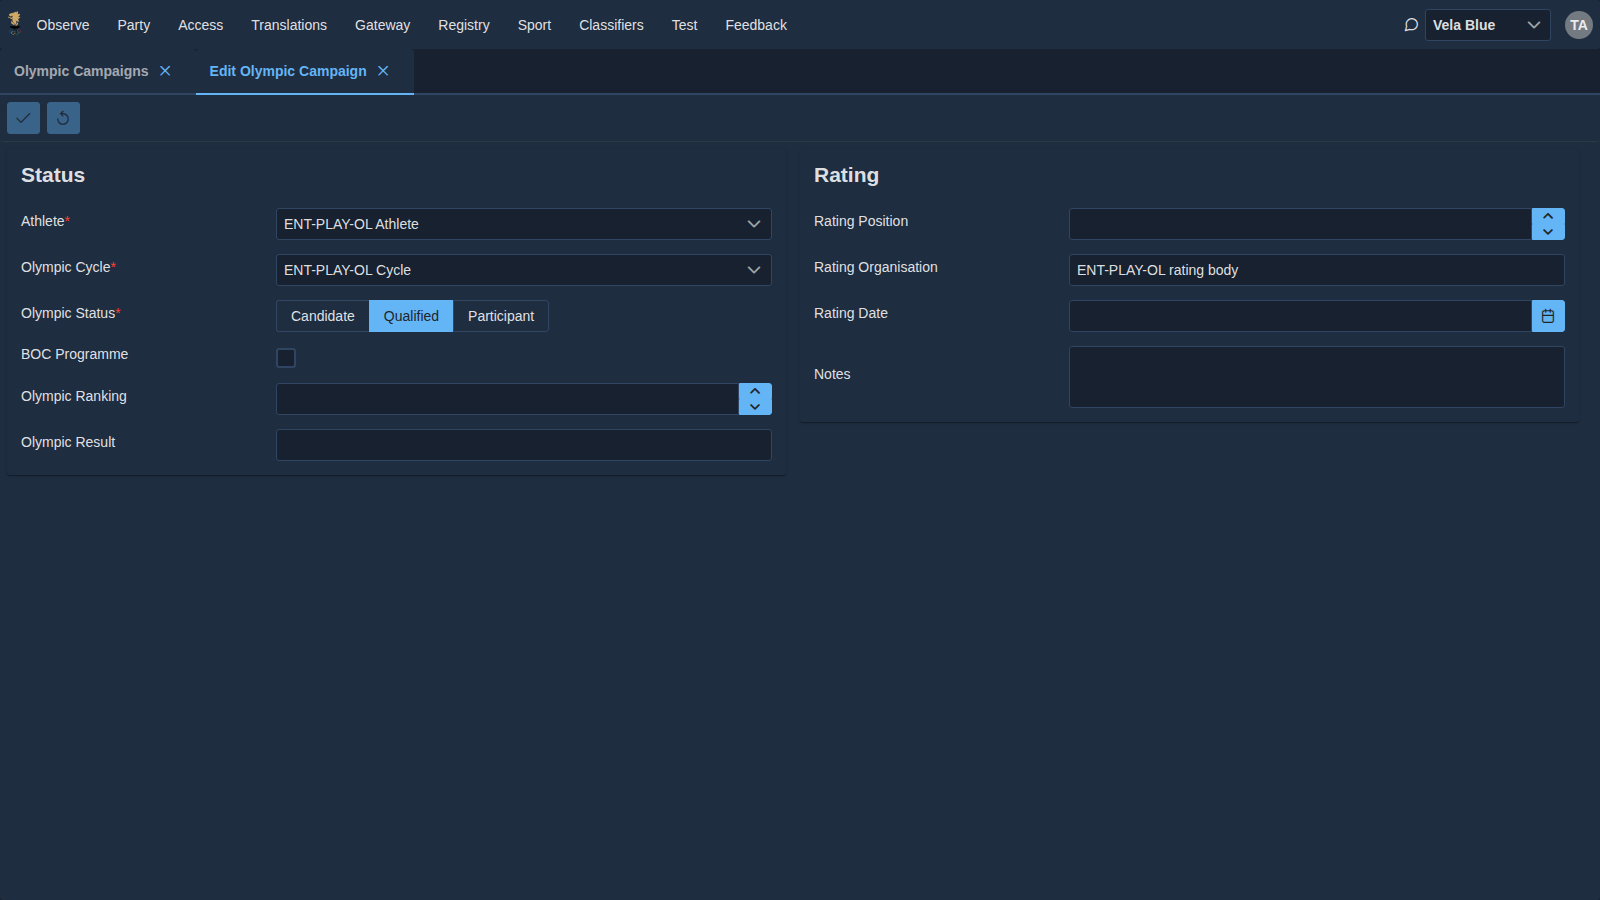 Observe Party Access Translations Gateway Registry Sport Classifiers Test Feedback Vela Blue TA
Olympic Campaigns Edit Olympic Campaign
Status
Athlete* ENT-PLAY-OL Athlete
Olympic Cycle* ENT-PLAY-OL Cycle
Olympic Status* Candidate Qualified Participant
BOC Programme
Olympic Ranking
Olympic Result
Rating
Rating Position
Rating Organisation ENT-PLAY-OL rating body
Rating Date
Notes